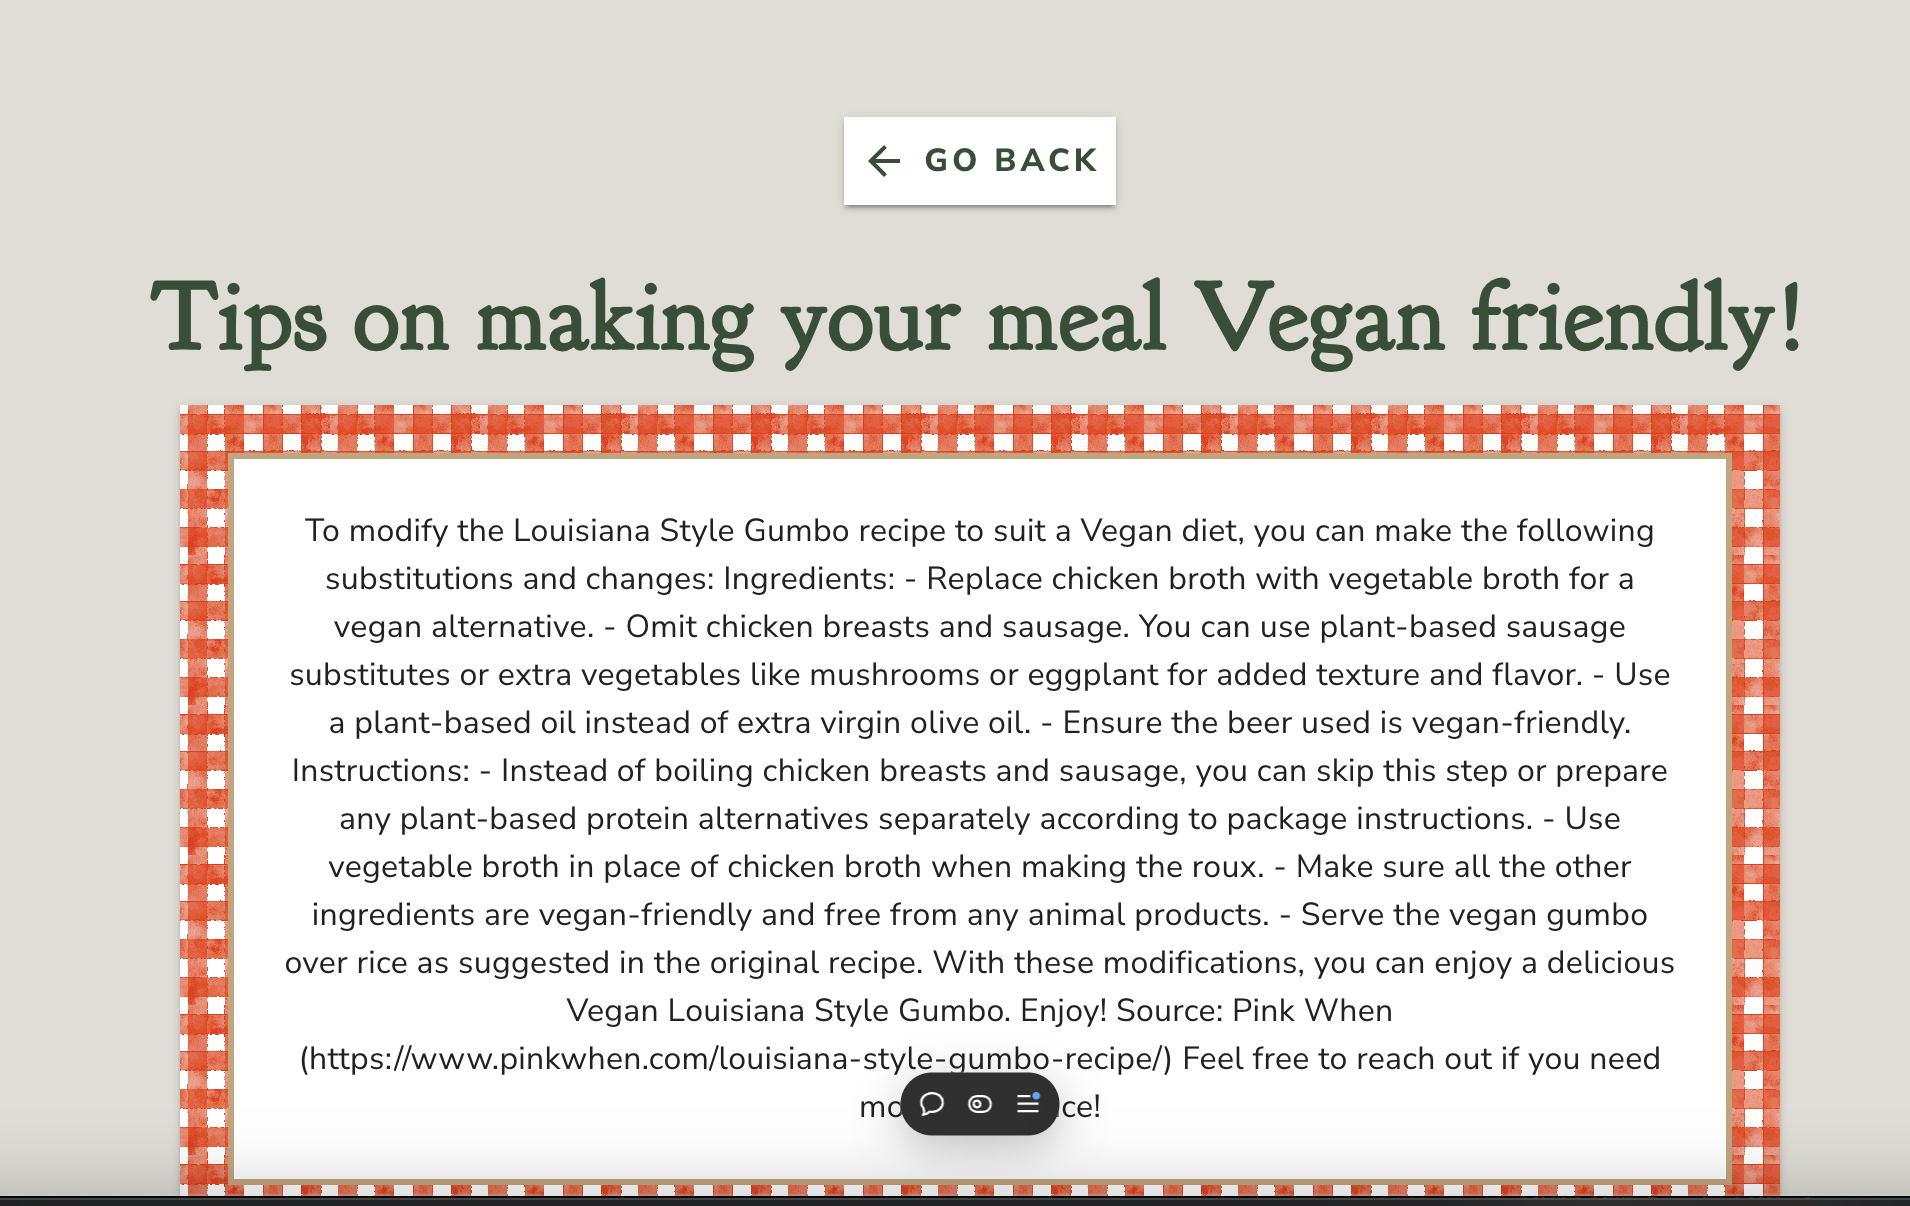 GO BACK
Tips on making your meal Vegan friendly!
To modify the Louisiana Style Gumbo recipe to suit a Vegan diet, you can make the following
substitutions and changes: Ingredients: - Replace chicken broth with vegetable broth for a
vegan alternative. - Omit chicken breasts and sausage. You can use plant-based sausage
substitutes or extra vegetables like mushrooms or eggplant for added texture and flavor. - Use
a plant-based oil instead of extra virgin olive oil. - Ensure the beer used is vegan-friendly.
Instructions: - Instead of boiling chicken breasts and sausage, you can skip this step or prepare
any plant-based protein alternatives separately according to package instructions. - Use
vegetable broth in place of chicken broth when making the roux. - Make sure all the other
ingredients are vegan-friendly and free from any animal products. - Serve the vegan gumbo
over rice as suggested in the original recipe. With these modifications, you can enjoy a delicious
Vegan Louisiana Style Gumbo. Enjoy! Source: Pink When
(https://www.pinkwhen.com/louisiana-style-gumbo-recipe/) Feel free to reach out if you need